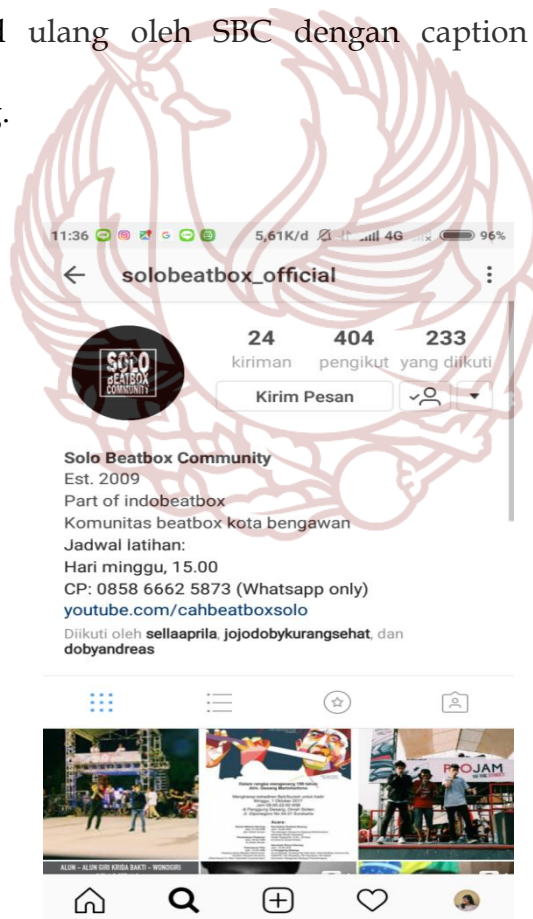 ulang oleh SBC dengan caption
11:36 5,61K/d 4G 96%
solobeatbox_official
SOLO
BEATBOX
COMMUNITY
24 404 233
kiriman pengikut yang diikuti
Kirim Pesan
Solo Beatbox Community
Est. 2009
Part of indobeatbox
Komunitas beatbox kota bengawan
Jadwal latihan:
Hari minggu, 15.00
CP: 0858 6662 5873 (Whatsapp only)
youtube.com/cahbeatboxsolo
Diikuti oleh sellaaprila, jojodobykurangsehat, dan
dobyandreas
ALUN – ALUN GIRI KRIDA BAKTI – WONOGIRI